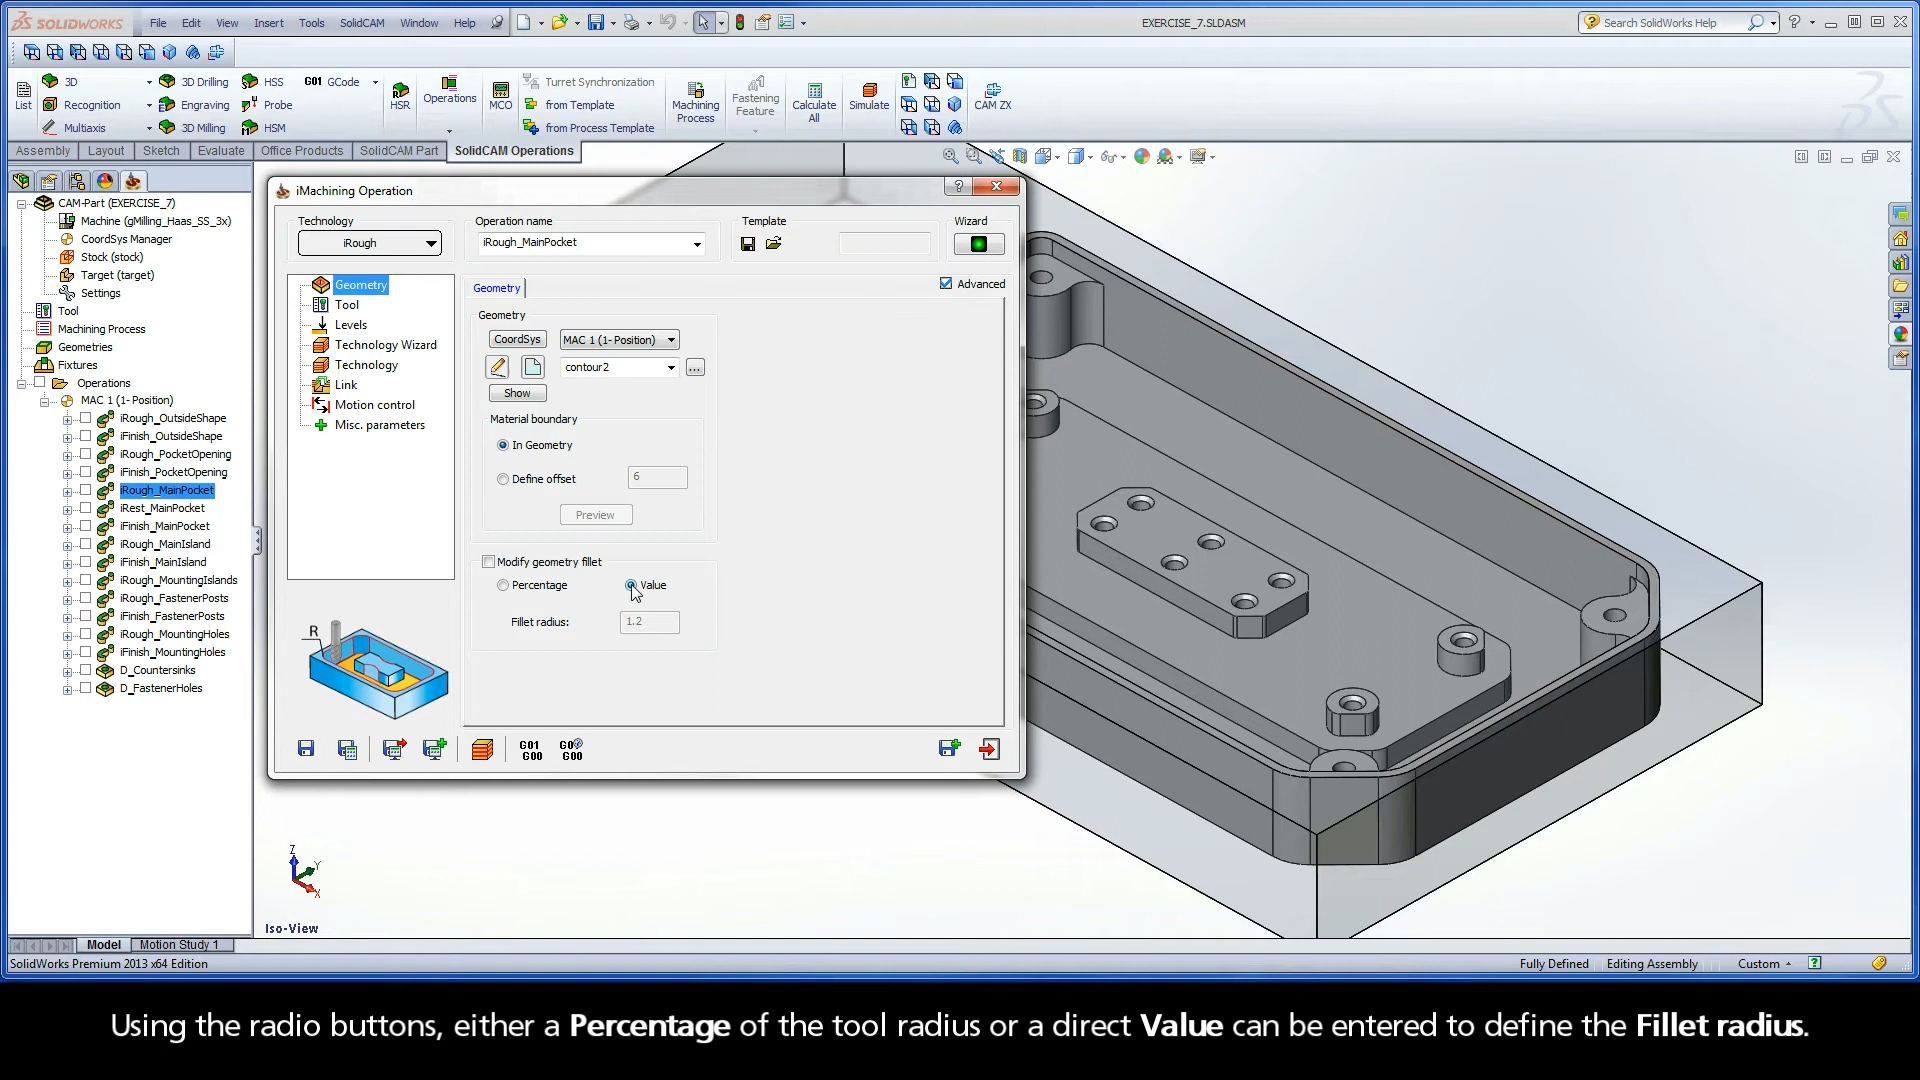 SOLIDWORKS File Edit View Insert Tools SolidCAM Window Help EXERCISE_7.SLDASM Search SolidWorks Help
3D 3D Drilling HSS G01 GCode Turret Synchronization
List Recognition Engraving Probe HSR Operations MCO from Template Machining Process Fastening Feature Calculate All Simulate CAM ZX
Multiaxis 3D Milling HSM from Process Template
Assembly Layout Sketch Evaluate Office Products SolidCAM Part SolidCAM Operations
CAM-Part (EXERCISE_7)
Machine (gMilling_Haas_SS_3x)
CoordSys Manager
Stock (stock)
Target (target)
Settings
Tool
Machining Process
Geometries
Fixtures
Operations
MAC 1 (1- Position)
iRough_OutsideShape
iFinish_OutsideShape
iRough_PocketOpening
iFinish_PocketOpening
iRough_MainPocket
iRest_MainPocket
iFinish_MainPocket
iRough_MainIsland
iFinish_MainIsland
iRough_MountingIslands
iRough_FastenerPosts
iFinish_FastenerPosts
iRough_MountingHoles
iFinish_MountingHoles
D_Countersinks
D_FastenerHoles
iMachining Operation
Technology Operation name Template Wizard
iRough iRough_MainPocket
Geometry
Tool
Levels
Technology Wizard
Technology
Link
Motion control
Misc. parameters
R
Geometry Advanced
Geometry
CoordSys MAC 1 (1- Position)
contour2 ...
Show
Material boundary
In Geometry
Define offset 6
Preview
Modify geometry fillet
Percentage Value
Fillet radius: 1.2
G01 G00 G0 G00
Z
Y
X
Iso-View
Model Motion Study 1
SolidWorks Premium 2013 x64 Edition Fully Defined Editing Assembly Custom
Using the radio buttons, either a Percentage of the tool radius or a direct Value can be entered to define the Fillet radius.